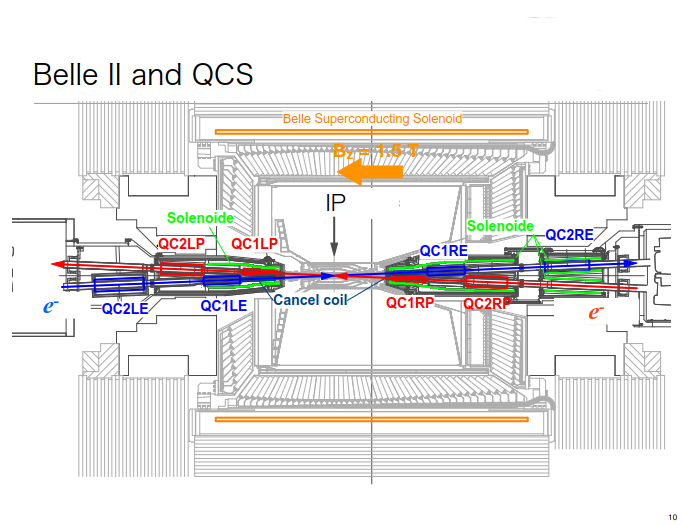 Belle II and QCS
Belle Superconducting Solenoid
Bz = 1.5 T
IP
Solenoide
Solenoide
QC2RE
QC2LP
QC1LP
QC1RE
Cancel coil
QC2LE
QC1LE
QC1RP
QC2RP
e-
e-
10